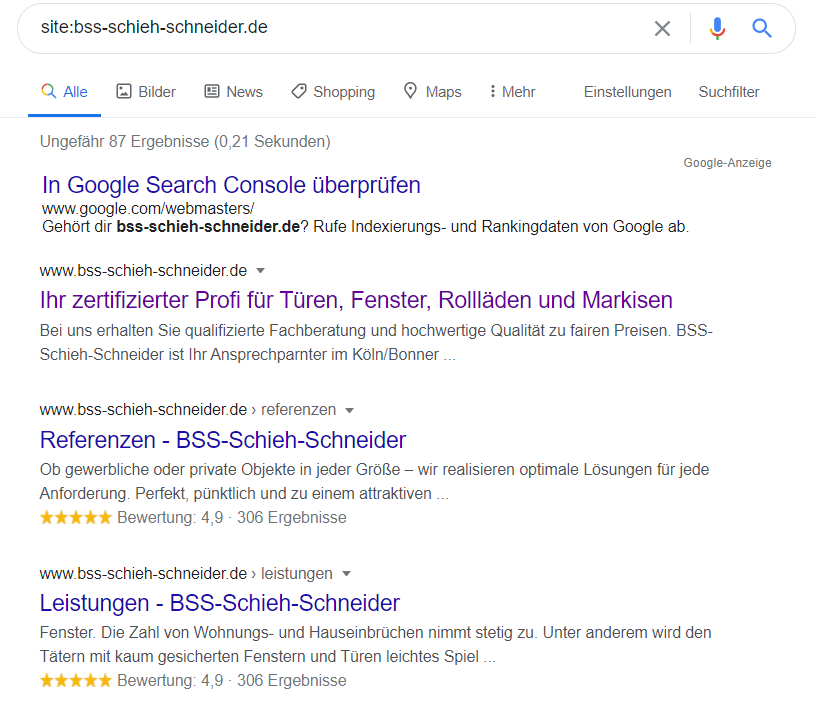 site:bss-schieh-schneider.de
Alle Bilder News Shopping Maps Mehr Einstellungen Suchfilter
Ungefähr 87 Ergebnisse (0,21 Sekunden)
Google-Anzeige
In Google Search Console überprüfen
www.google.com/webmasters/
Gehört dir bss-schieh-schneider.de? Rufe Indexierungs- und Rankingdaten von Google ab.
www.bss-schieh-schneider.de
Ihr zertifizierter Profi für Türen, Fenster, Rollläden und Markisen
Bei uns erhalten Sie qualifizierte Fachberatung und hochwertige Qualität zu fairen Preisen. BSS-
Schieh-Schneider ist Ihr Ansprechparnter im Köln/Bonner ...
www.bss-schieh-schneider.de › referenzen
Referenzen - BSS-Schieh-Schneider
Ob gewerbliche oder private Objekte in jeder Größe – wir realisieren optimale Lösungen für jede
Anforderung. Perfekt, pünktlich und zu einem attraktiven ...
Bewertung: 4,9 · 306 Ergebnisse
www.bss-schieh-schneider.de › leistungen
Leistungen - BSS-Schieh-Schneider
Fenster. Die Zahl von Wohnungs- und Hauseinbrüchen nimmt stetig zu. Unter anderem wird den
Tätern mit kaum gesicherten Fenstern und Türen leichtes Spiel ...
Bewertung: 4,9 · 306 Ergebnisse